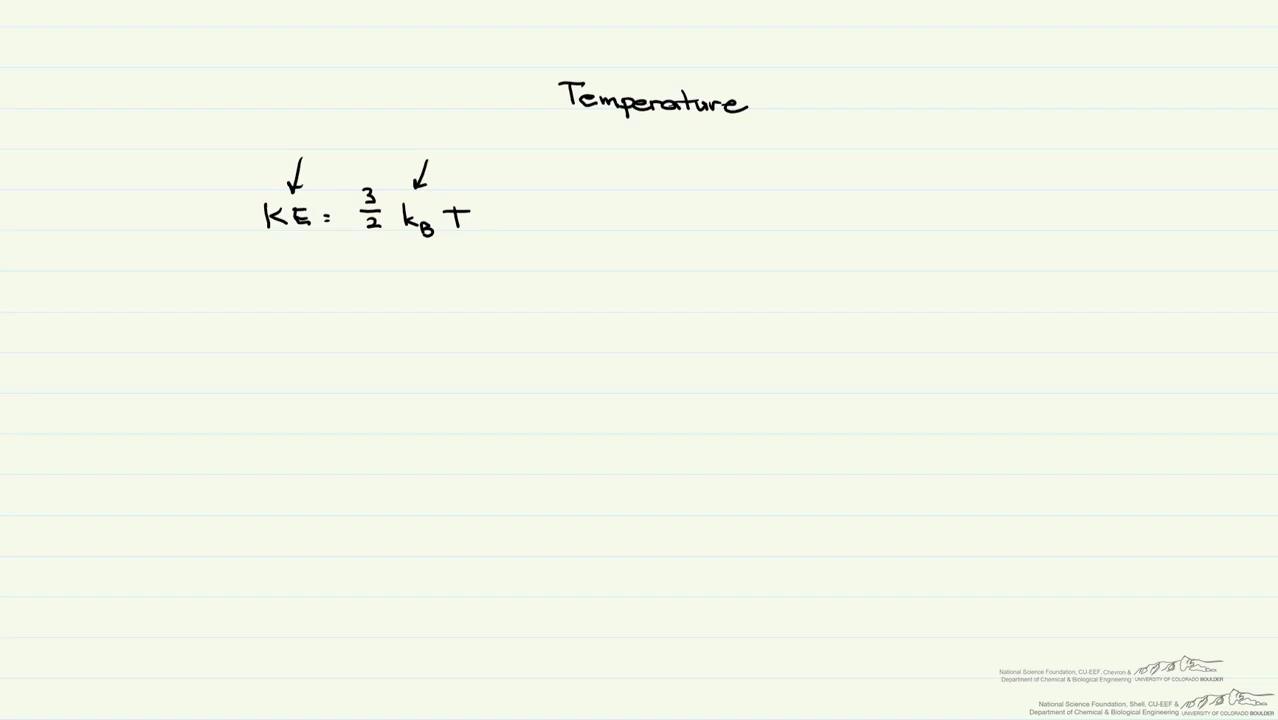 Temperature
KE = 3/2 k_B T
National Science Foundation, CU-EEF, Chevron &
Department of Chemical & Biological Engineering UNIVERSITY OF COLORADO BOULDER
National Science Foundation, Shell, CU-EEF &
Department of Chemical & Biological Engineering UNIVERSITY OF COLORADO BOULDER